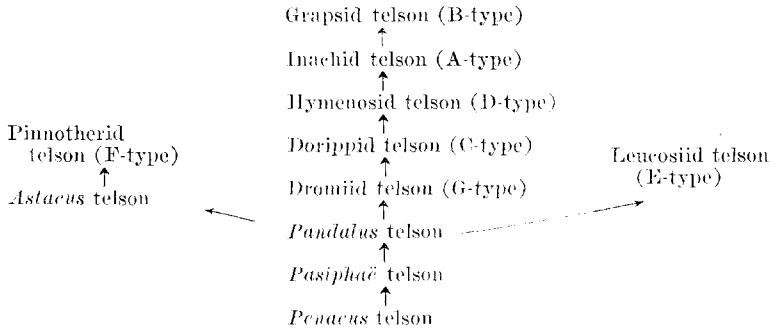 Grapsid telson (B-type)
Inachid telson (A-type)
Hymenosid telson (D-type)
Pinnotherid
telson (F-type)
Dorippid telson (C-type)
Leucosiid telson
(E-type)
Astacus telson
Dromiid telson (G-type)
Pandalus telson
Pasiphaë telson
Penaeus telson